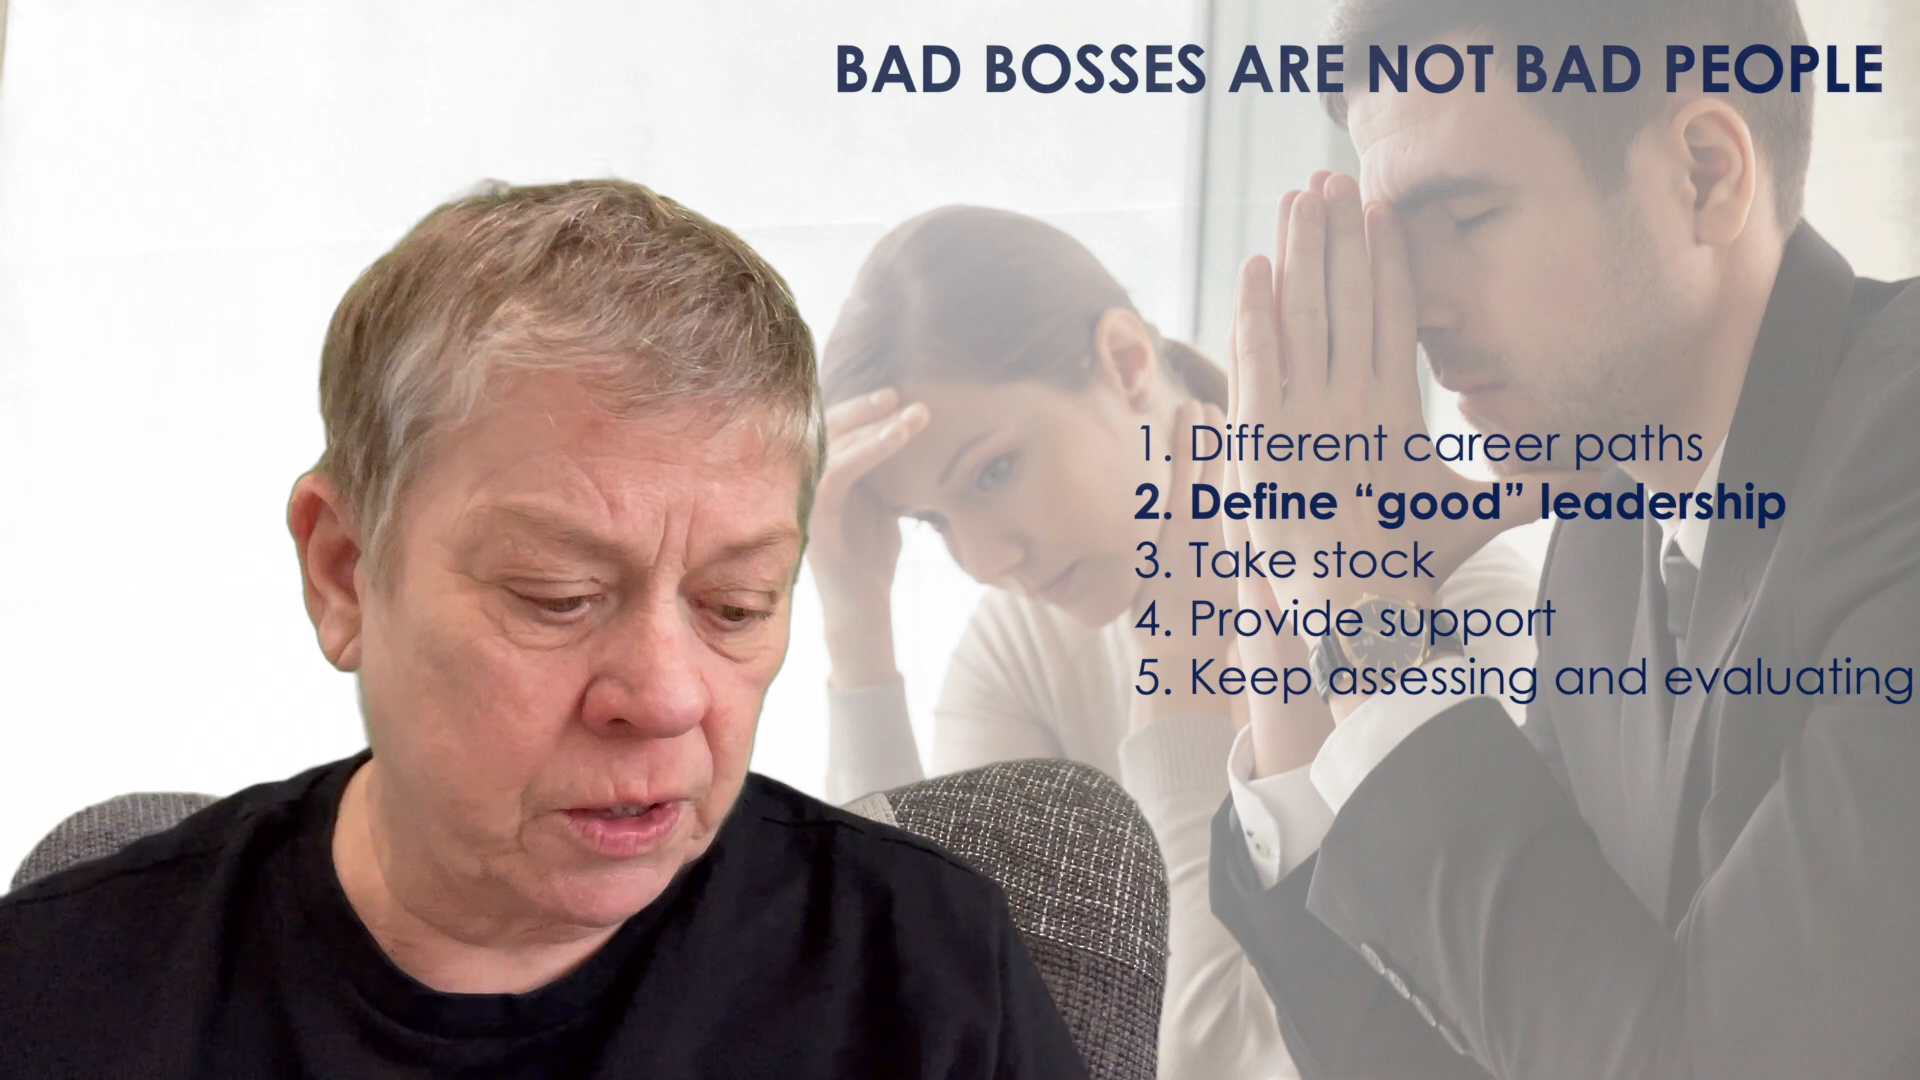 BAD BOSSES ARE NOT BAD PEOPLE
1. Different career paths
2. Define “good” leadership
3. Take stock
4. Provide support
5. Keep assessing and evaluating